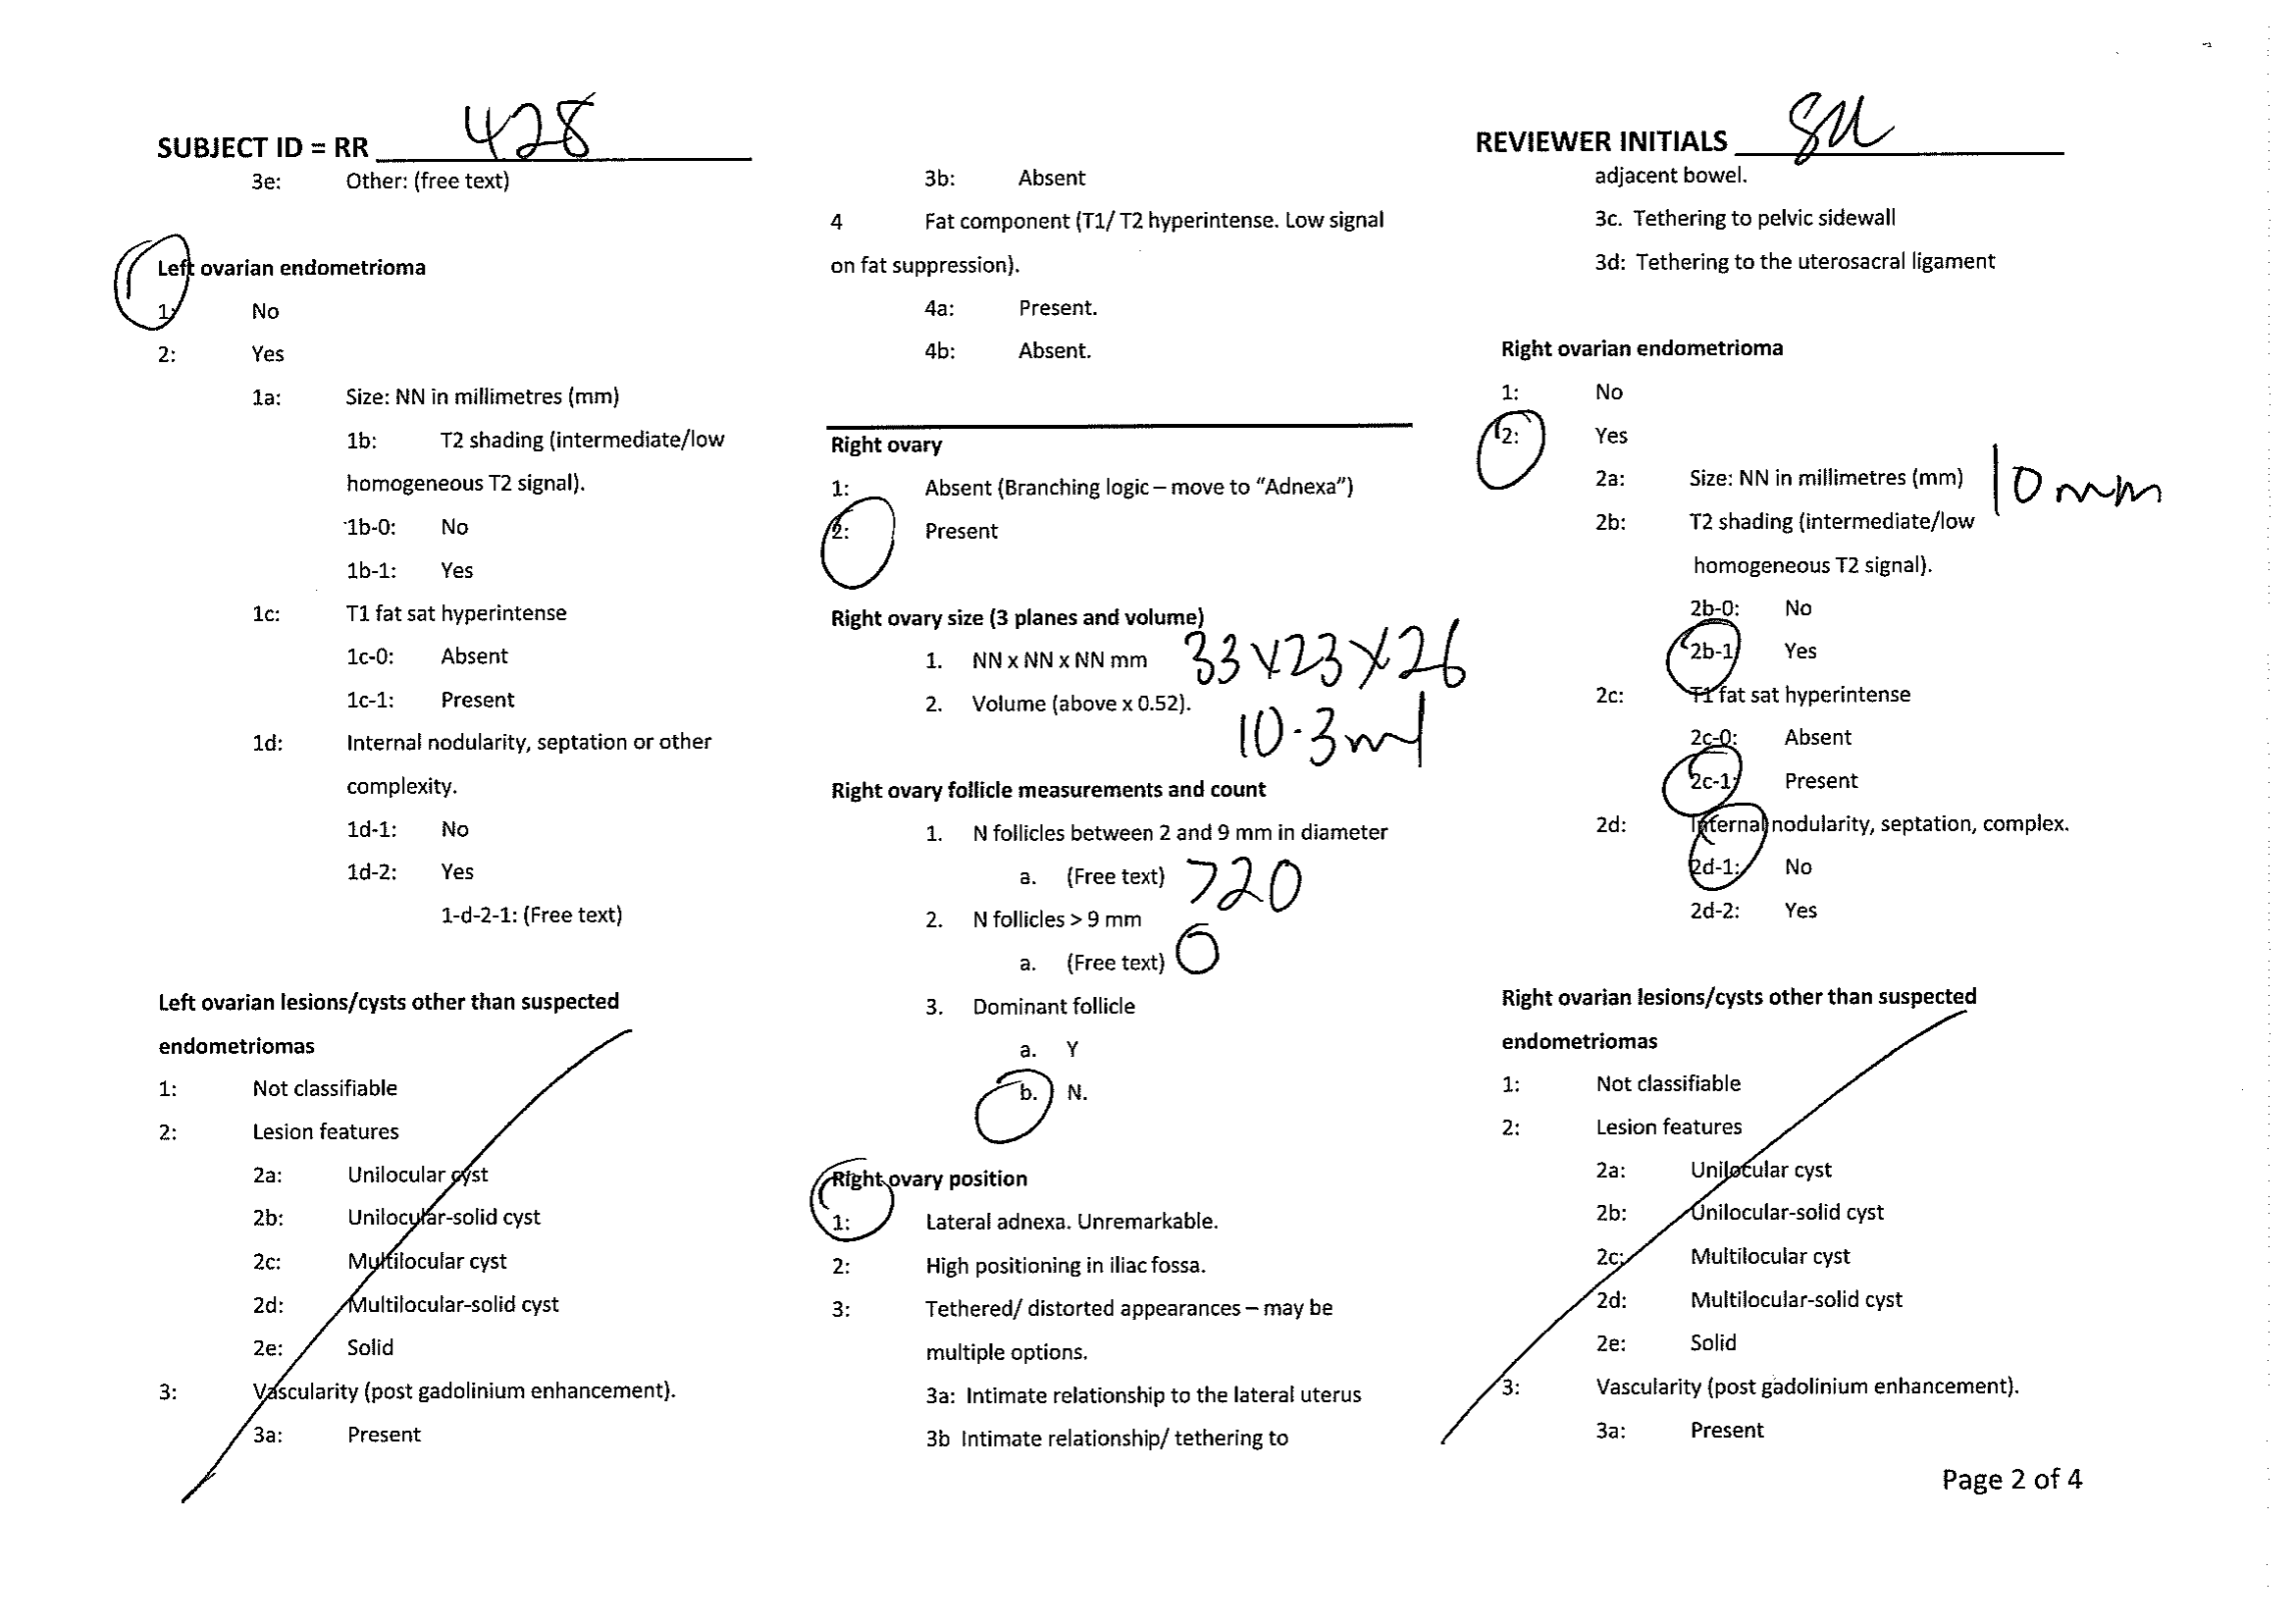 SUBJECT ID = RR 428
3e: Other: (free text)
Left ovarian endometrioma
1: No
2: Yes
1a: Size: NN in millimetres (mm)
1b: T2 shading (intermediate/low
homogeneous T2 signal).
1b-0: No
1b-1: Yes
1c: T1 fat sat hyperintense
1c-0: Absent
1c-1: Present
1d: Internal nodularity, septation or other
complexity.
1d-1: No
1d-2: Yes
1-d-2-1: (Free text)
Left ovarian lesions/cysts other than suspected
endometriomas
1: Not classifiable
2: Lesion features
2a: Unilocular cyst
2b: Unilocular-solid cyst
2c: Multilocular cyst
2d: Multilocular-solid cyst
2e: Solid
3: Vascularity (post gadolinium enhancement).
3a: Present
3b: Absent
4 Fat component (T1/ T2 hyperintense. Low signal
on fat suppression).
4a: Present.
4b: Absent.
Right ovary
1: Absent (Branching logic – move to “Adnexa”)
2: Present
Right ovary size (3 planes and volume)
1. NN x NN x NN mm 33x23x26
2. Volume (above x 0.52). 10.3ml
Right ovary follicle measurements and count
1. N follicles between 2 and 9 mm in diameter
a. (Free text) >20
2. N follicles > 9 mm
a. (Free text) 0
3. Dominant follicle
a. Y
b. N.
Right ovary position
1: Lateral adnexa. Unremarkable.
2: High positioning in iliac fossa.
3: Tethered/ distorted appearances – may be
multiple options.
3a: Intimate relationship to the lateral uterus
3b Intimate relationship/ tethering to
REVIEWER INITIALS
adjacent bowel.
3c. Tethering to pelvic sidewall
3d: Tethering to the uterosacral ligament
Right ovarian endometrioma
1: No
2: Yes
2a: Size: NN in millimetres (mm) 10mm
2b: T2 shading (intermediate/low
homogeneous T2 signal).
2b-0: No
2b-1 Yes
2c: T1 fat sat hyperintense
2c-0: Absent
2c-1: Present
2d: Internal nodularity, septation, complex.
2d-1: No
2d-2: Yes
Right ovarian lesions/cysts other than suspected
endometriomas
1: Not classifiable
2: Lesion features
2a: Unilocular cyst
2b: Unilocular-solid cyst
2c: Multilocular cyst
2d: Multilocular-solid cyst
2e: Solid
3: Vascularity (post gadolinium enhancement).
3a: Present
Page 2 of 4